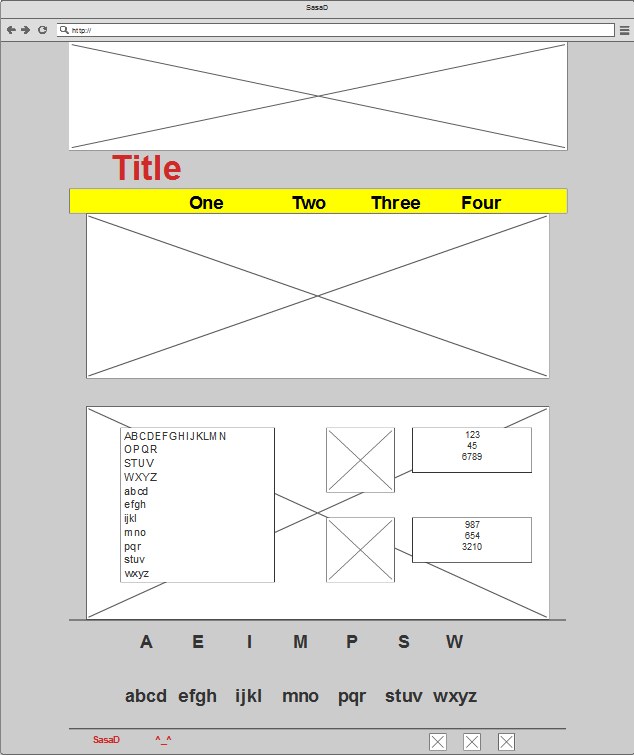 SasaD
http://
Title
One Two Three Four
ABCDEFGHIJKLMN
OPQR
STUV
WXYZ
abcd
efgh
ijkl
mno
pqr
stuv
wxyz
123
45
6789
987
654
3210
A E I M P S W
abcd efgh ijkl mno pqr stuv wxyz
SasaD ^_^